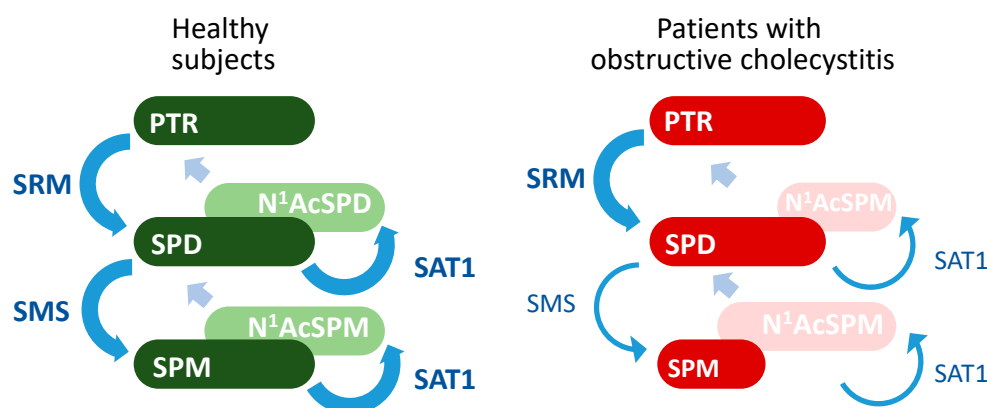 Healthy
subjects
PTR
SRM
N¹AcSPD
SPD
SAT1
SMS
N¹AcSPM
SPM
SAT1
Patients with
obstructive cholecystitis
PTR
SRM
N¹AcSPM
SPD
SAT1
SMS
N¹AcSPM
SPM
SAT1